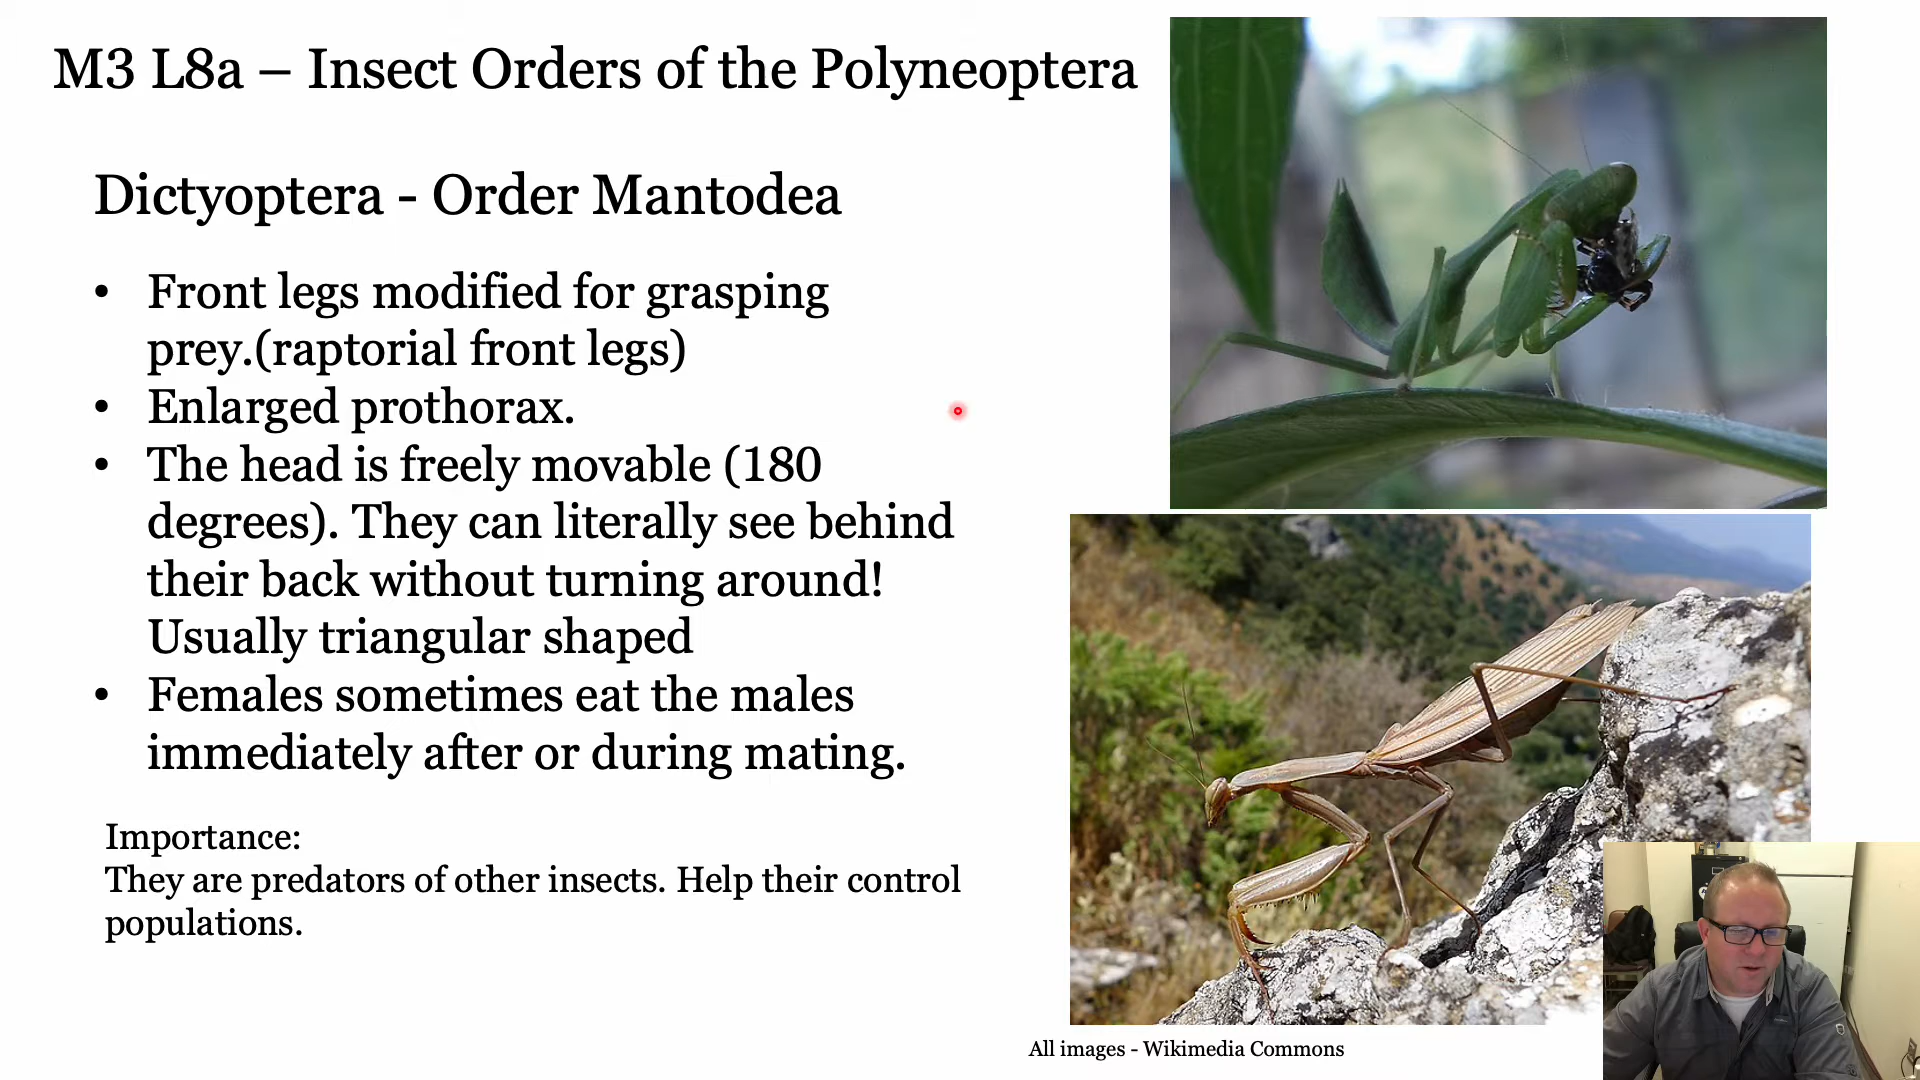 M3 L8a – Insect Orders of the Polyneoptera
Dictyoptera - Order Mantodea
• Front legs modified for grasping
prey.(raptorial front legs)
• Enlarged prothorax.
• The head is freely movable (180
degrees). They can literally see behind
their back without turning around!
Usually triangular shaped
• Females sometimes eat the males
immediately after or during mating.
Importance:
They are predators of other insects. Help their control
populations.
All images - Wikimedia Commons